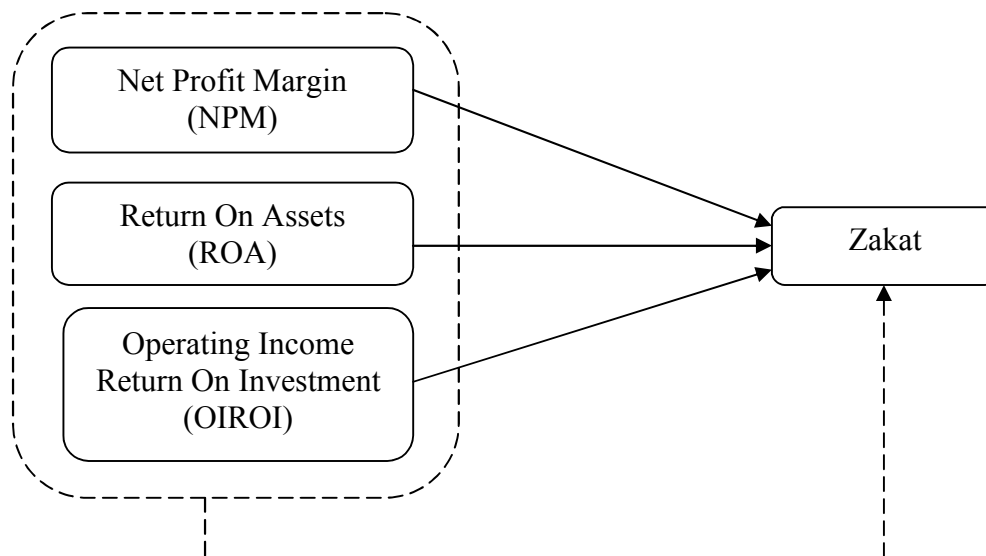 Net Profit Margin
(NPM)
Return On Assets
(ROA)
Operating Income
Return On Investment
(OIROI)
Zakat